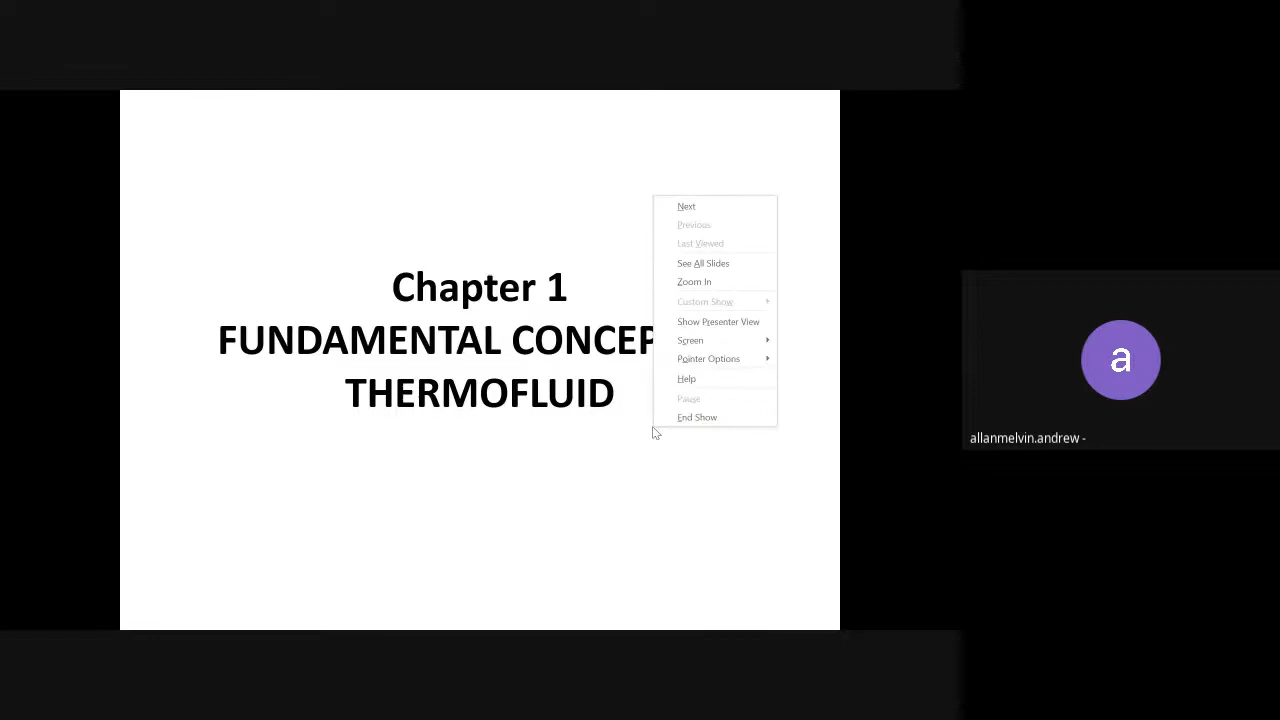 Chapter 1
FUNDAMENTAL
THERMOFLUID
Next
Previous
Last Viewed
See All Slides
Zoom In
Custom Show
Show Presenter View
Screen
Pointer Options
Help
Pause
End Show
a
allanmelvin.andrew -